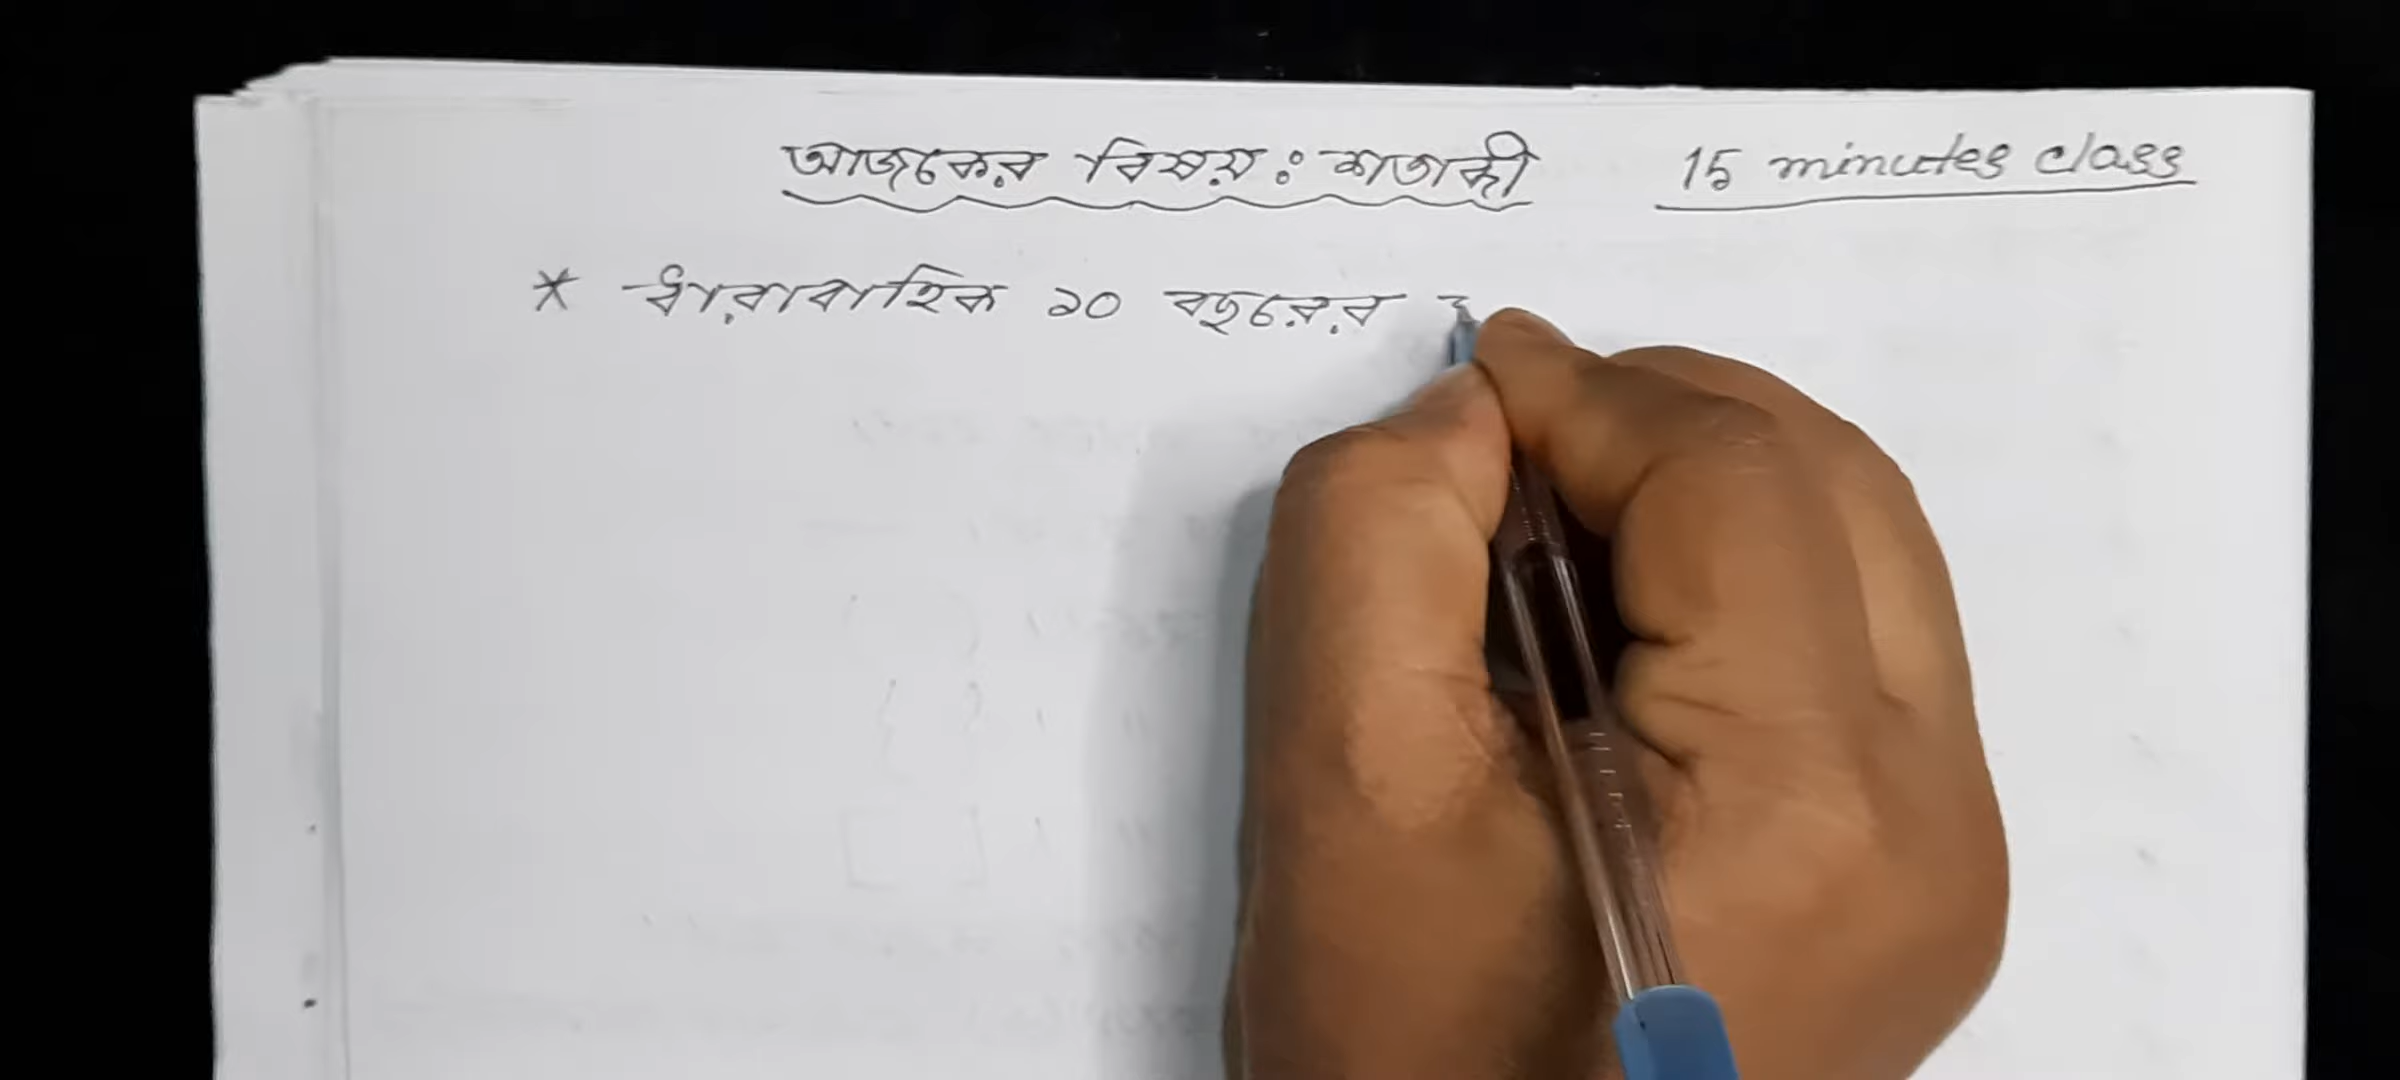 আজকের বিষয় : শতাব্দী 15 minutes class
* ধারাবাহিক ১০ বছরের